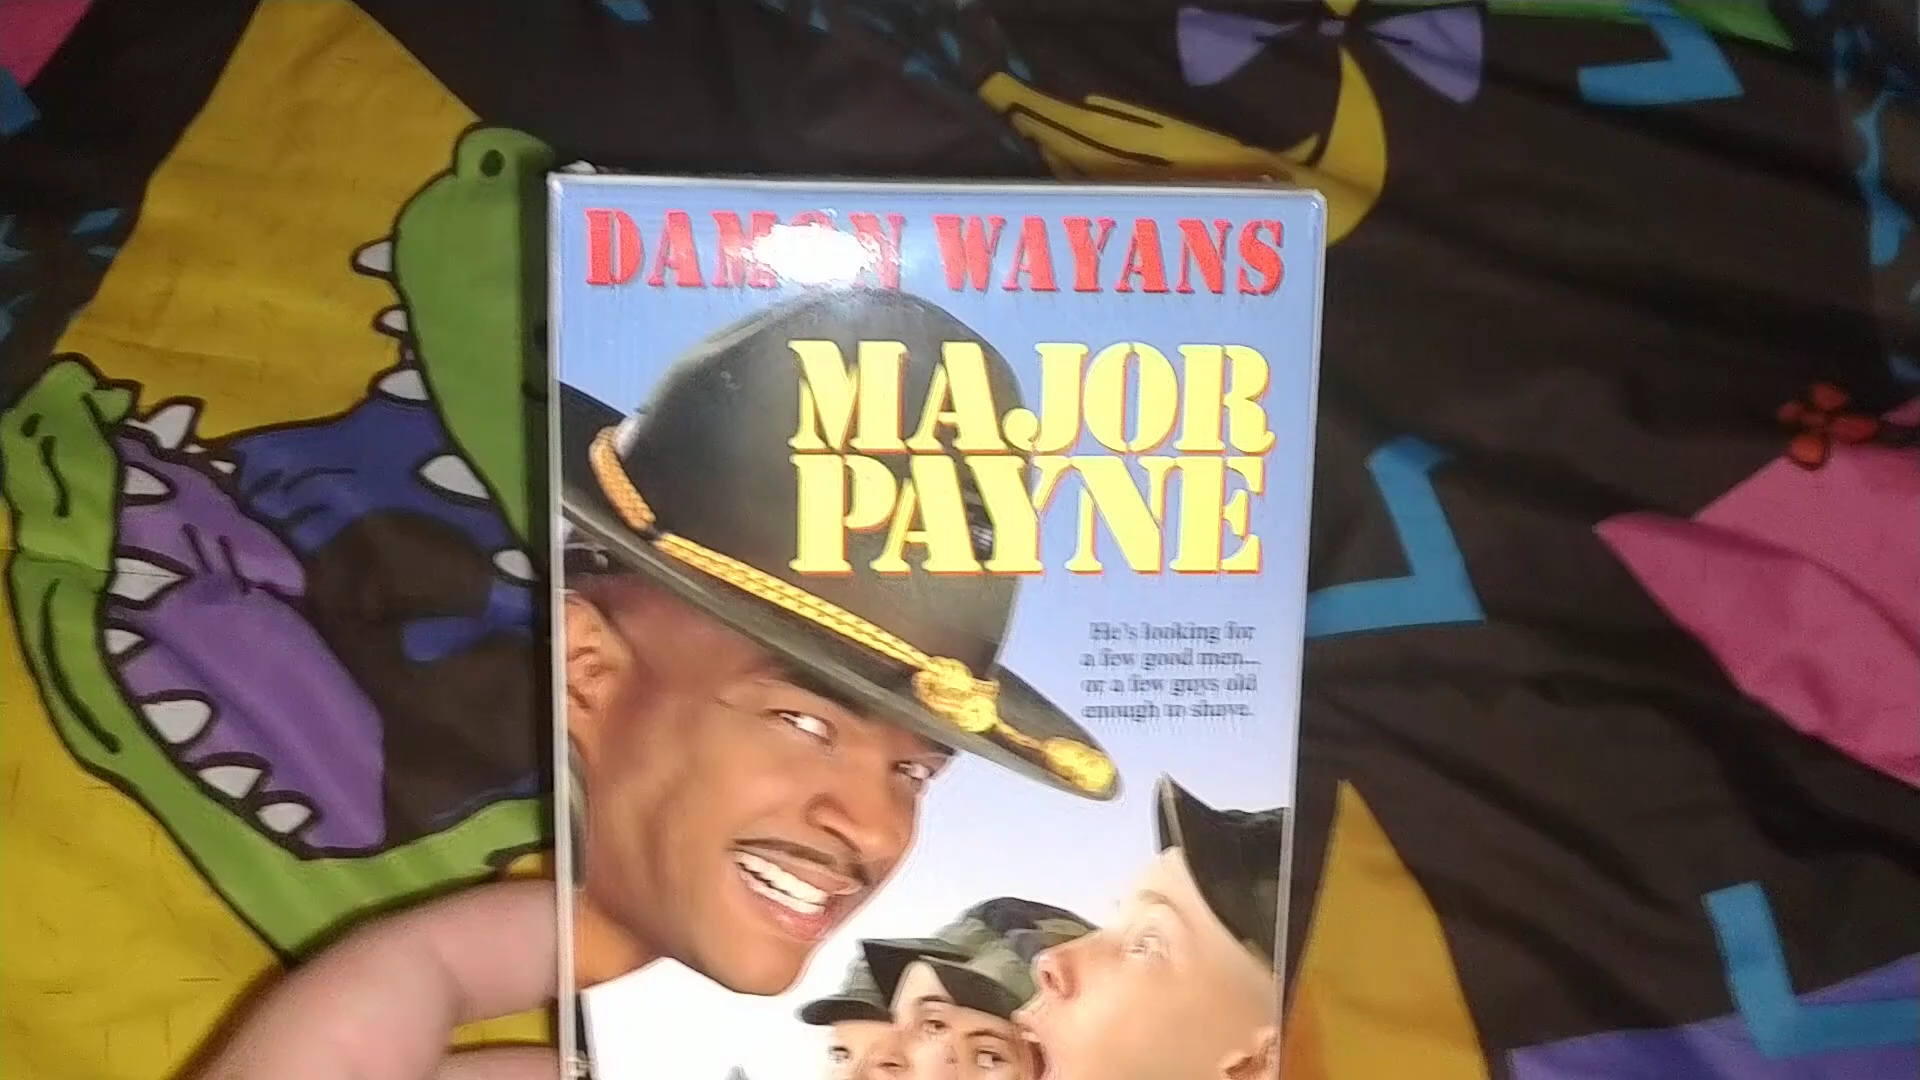 DAMON WAYANS
MAJOR
PAYNE
He's looking for
a few good men...
or a few guys old
enough to shave.